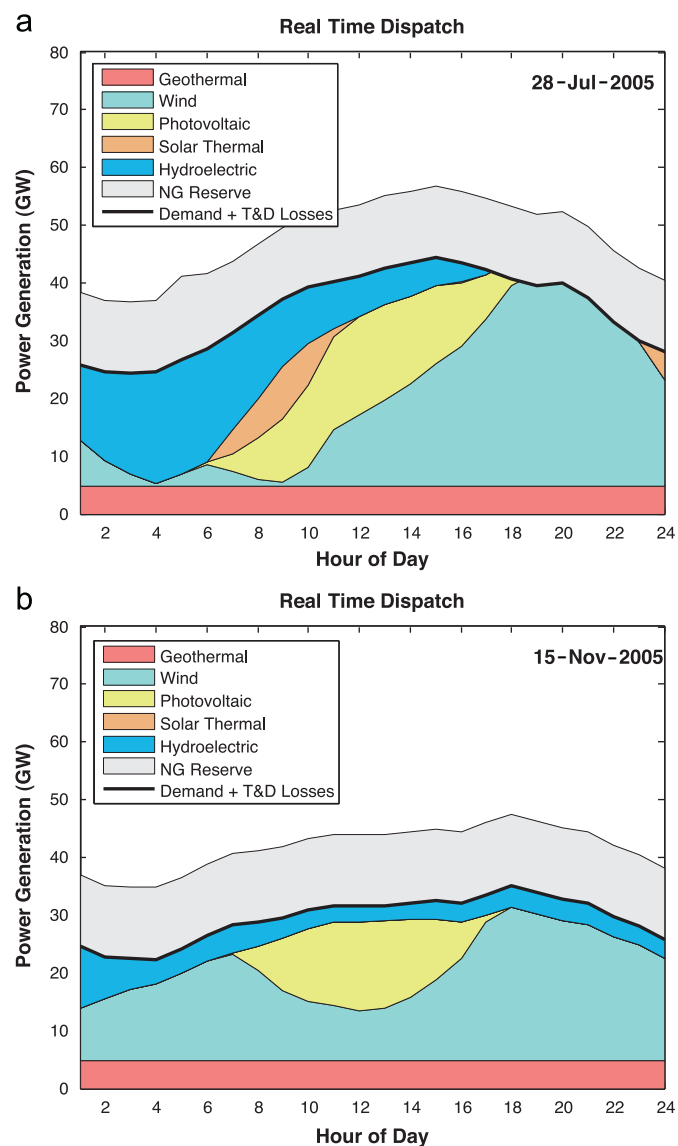 a
Real Time Dispatch
80
70
60
50
40
30
20
10
0
Power Generation (GW)
Geothermal
Wind
Photovoltaic
Solar Thermal
Hydroelectric
NG Reserve
Demand + T&D Losses
28-Jul-2005
2 4 6 8 10 12 14 16 18 20 22 24
Hour of Day
b
Real Time Dispatch
80
70
60
50
40
30
20
10
0
Power Generation (GW)
Geothermal
Wind
Photovoltaic
Solar Thermal
Hydroelectric
NG Reserve
Demand + T&D Losses
15-Nov-2005
2 4 6 8 10 12 14 16 18 20 22 24
Hour of Day